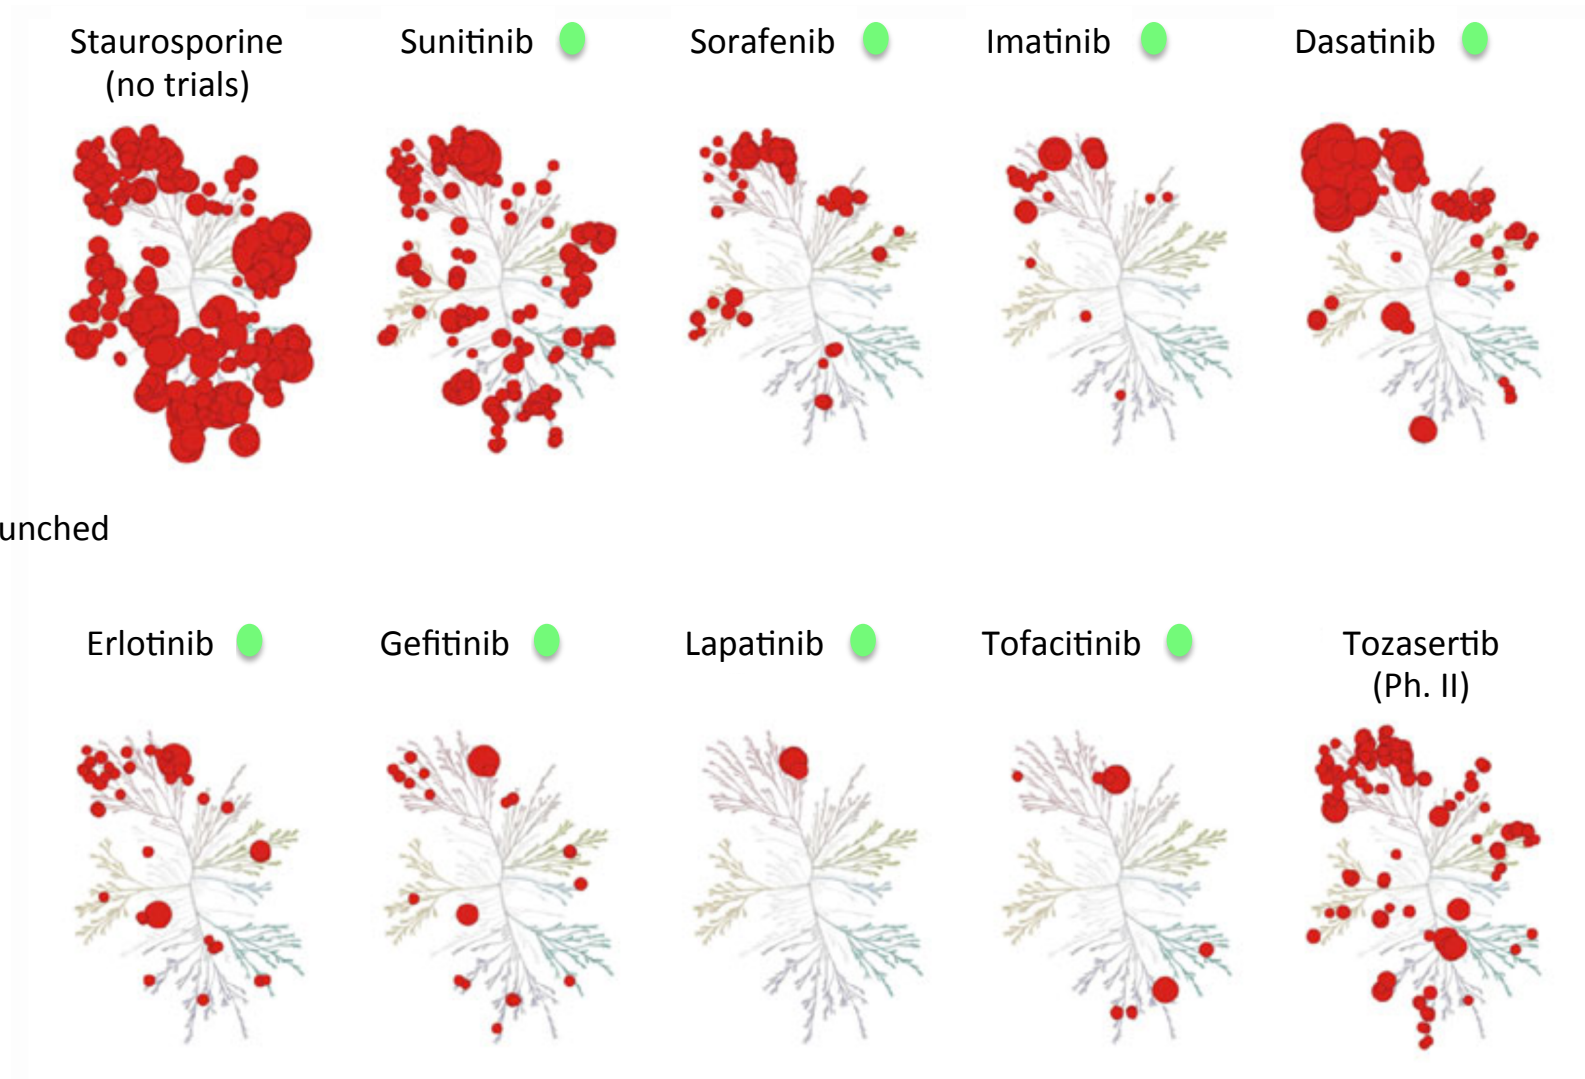 Staurosporine
(no trials)
Sunitinib
Sorafenib
Imatinib
Dasatinib
unched
Erlotinib
Gefitinib
Lapatinib
Tofacitinib
Tozasertib
(Ph. II)